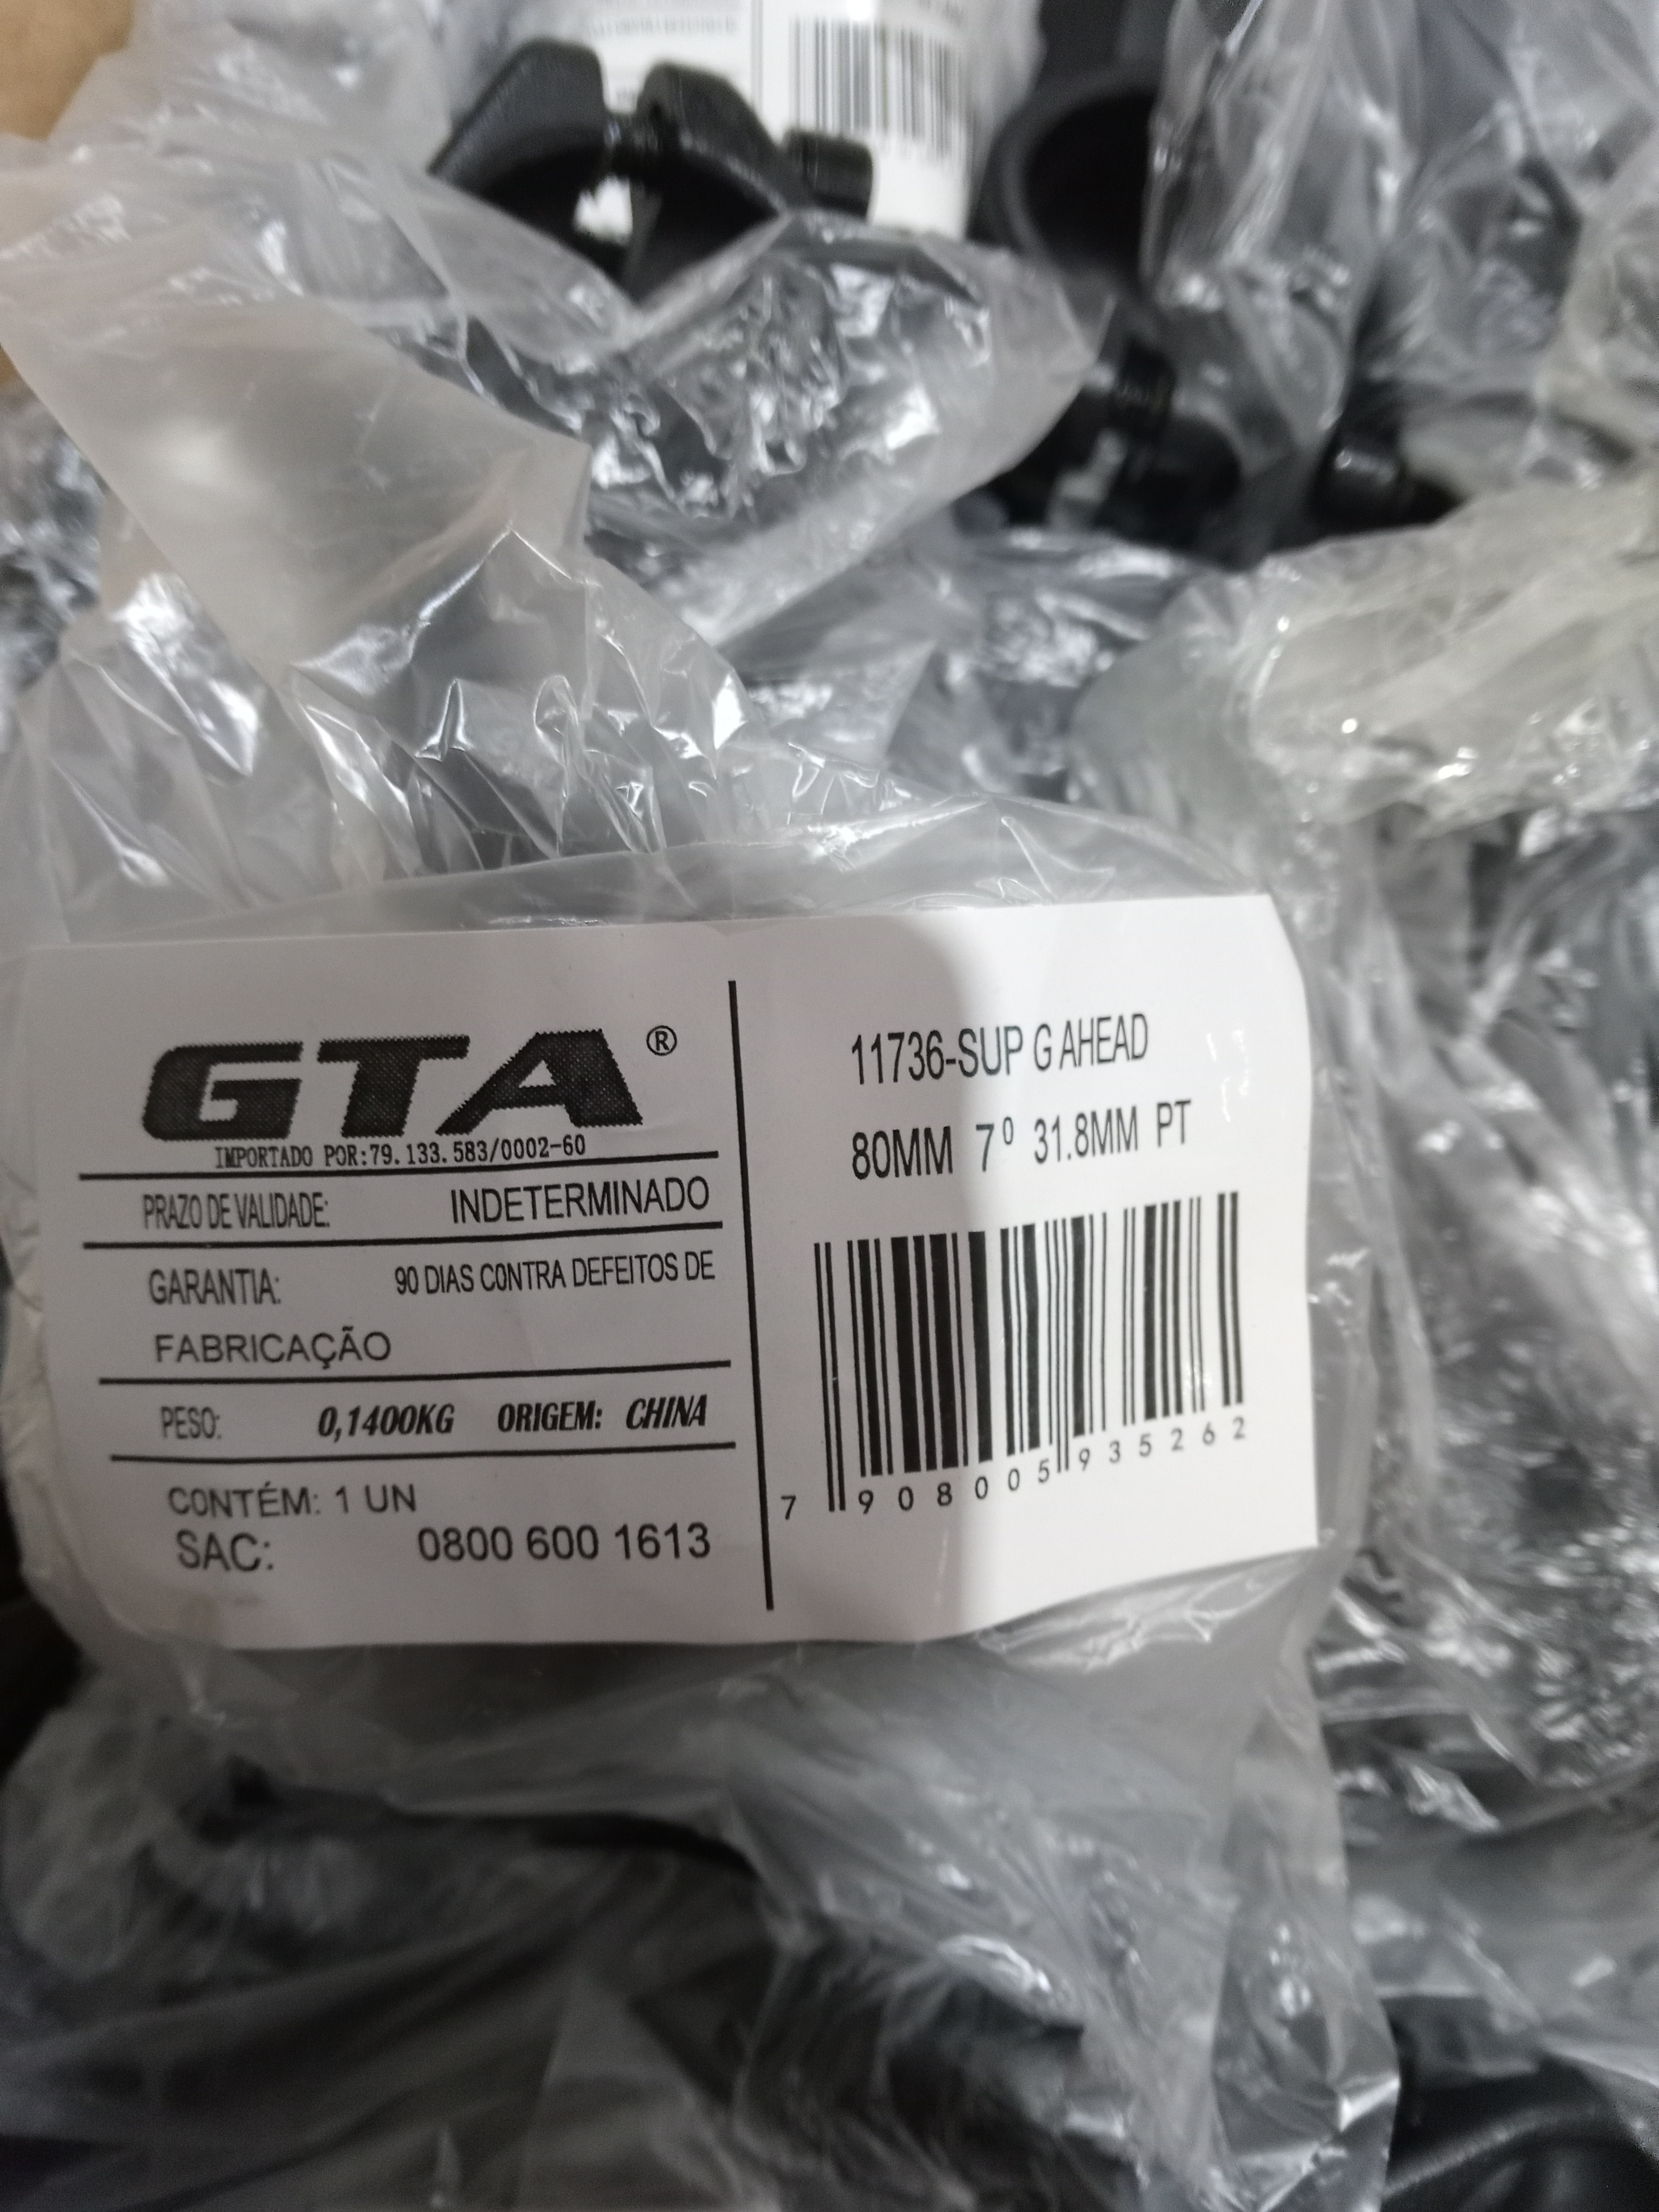 GTA®
IMPORTADO POR:79.133.583/0002-60
PRAZO DE VALIDADE: INDETERMINADO
GARANTIA: 90 DIAS CONTRA DEFEITOS DE
FABRICAÇÃO
PESO: 0,1400KG ORIGEM: CHINA
CONTÉM: 1 UN
SAC: 0800 600 1613
11736-SUP G AHEAD
80MM 7º 31.8MM PT
7 908005 935262